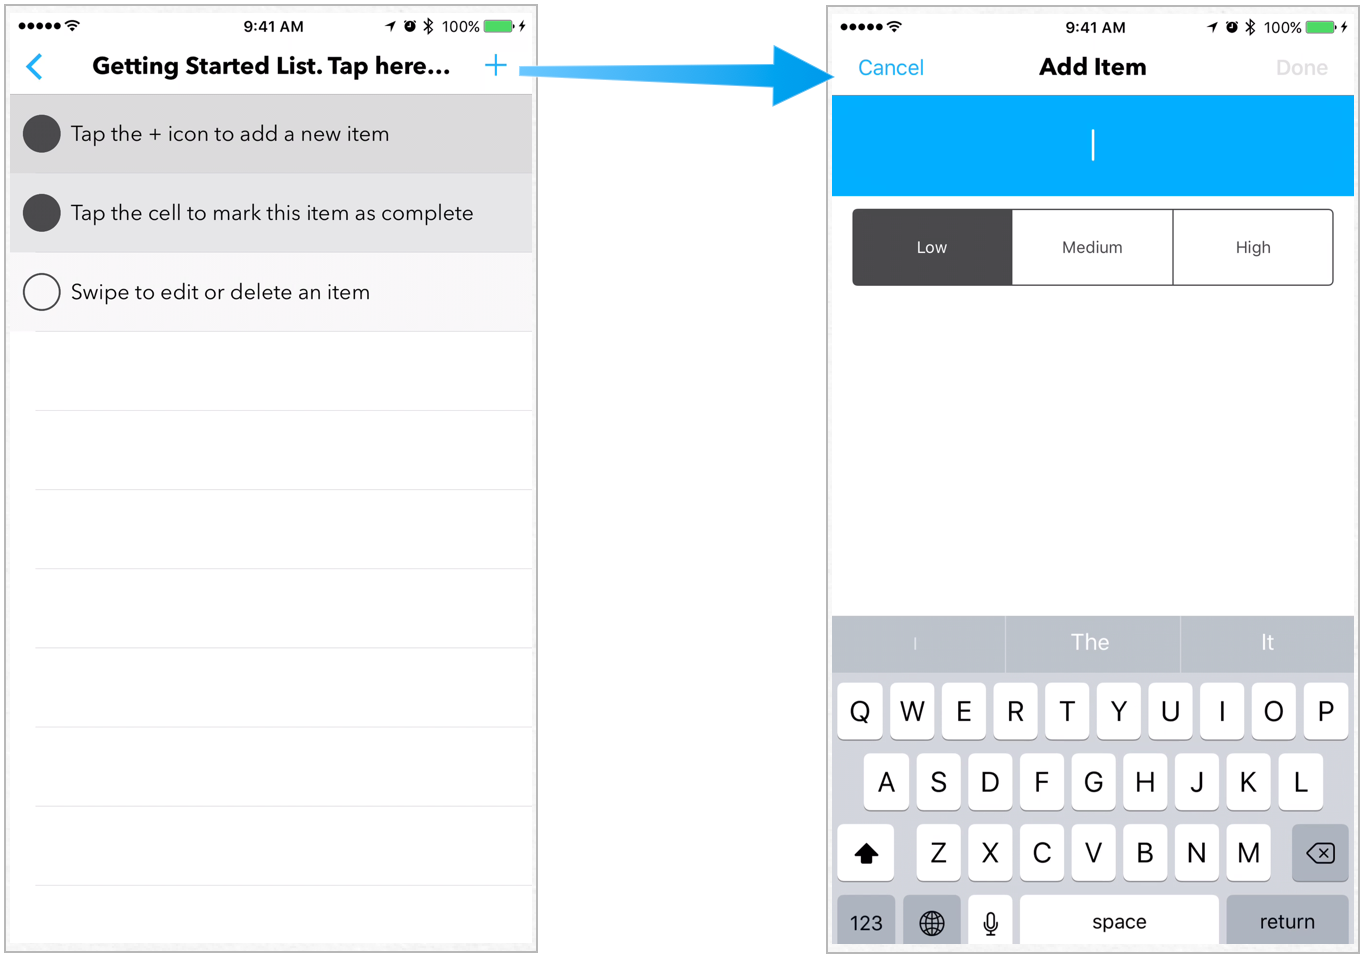 9:41 AM 100%
Getting Started List. Tap here... +
Tap the + icon to add a new item
Tap the cell to mark this item as complete
Swipe to edit or delete an item
9:41 AM 100%
Cancel Add Item Done
Low Medium High
I The It
Q W E R T Y U I O P
A S D F G H J K L
Z X C V B N M
123 space return